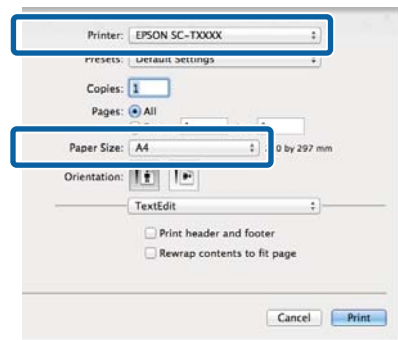 Printer: EPSON SC-TXXXX
Presets: Default Settings
Copies: 1
Pages: All
Paper Size: A4 0 by 297 mm
Orientation:
TextEdit
Print header and footer
Rewrap contents to fit page
Cancel Print